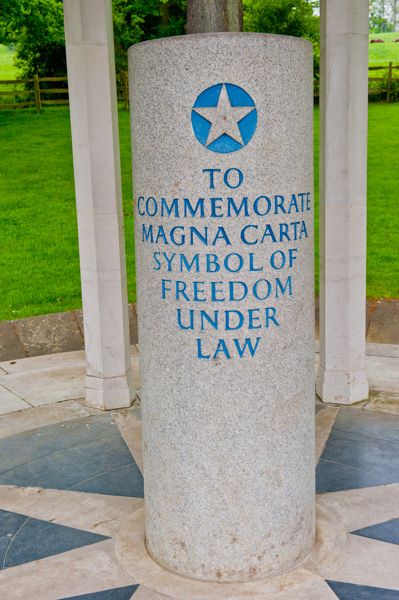 TO
COMMEMORATE
MAGNA CARTA
SYMBOL OF
FREEDOM
UNDER
LAW